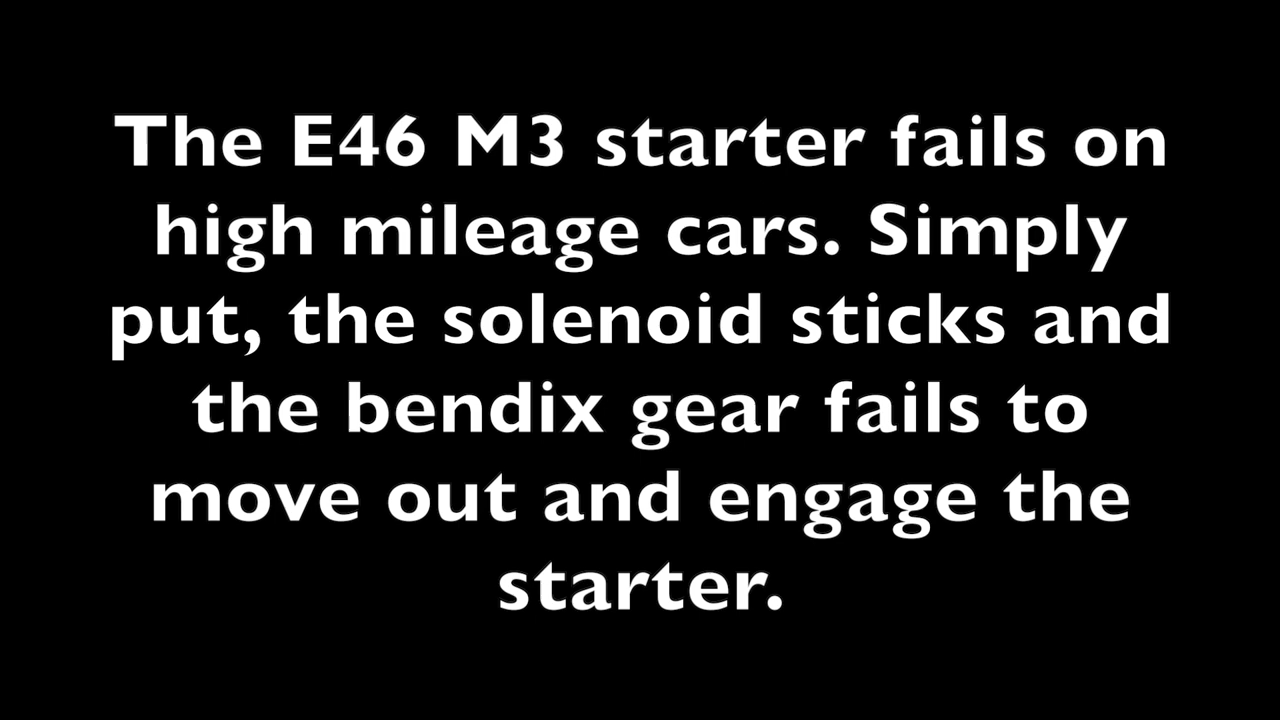 The E46 M3 starter fails on
high mileage cars. Simply
put, the solenoid sticks and
the bendix gear fails to
move out and engage the
starter.